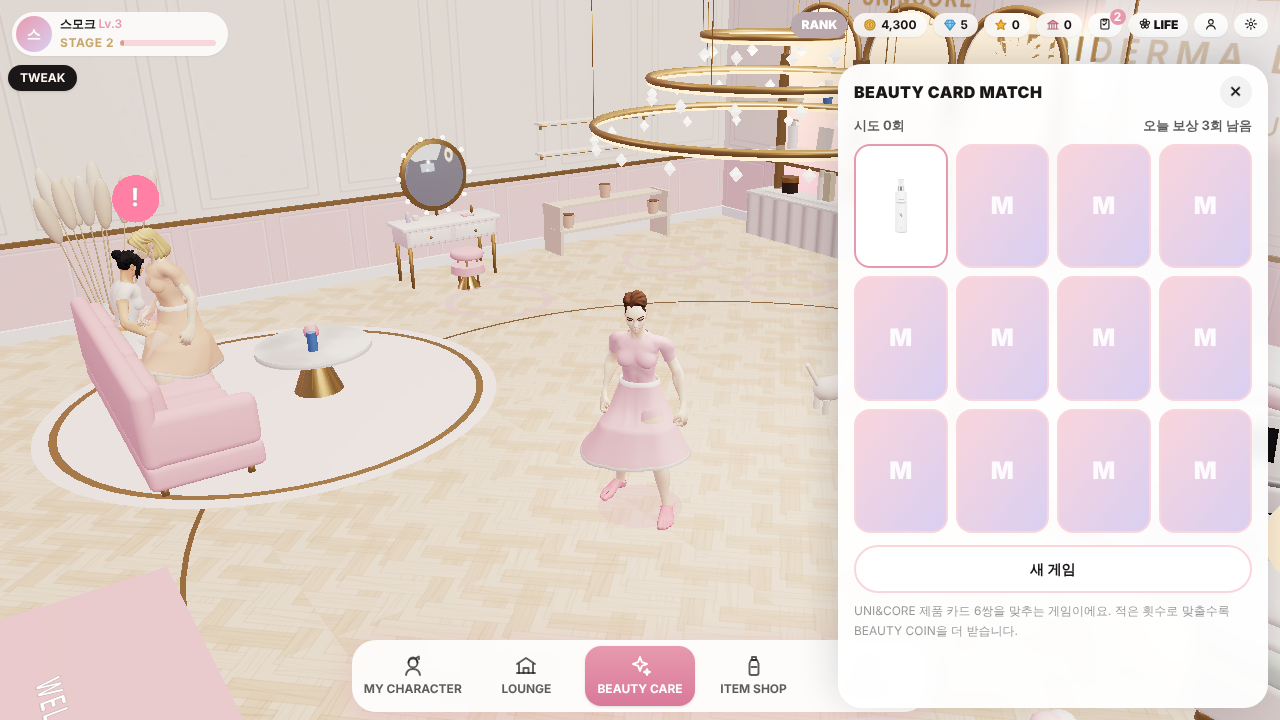 스모크 Lv.3
STAGE 2
TWEAK
RANK
4,300
5
0
0
2
LIFE
UNI&CORE
DERMA
!
BEAUTY CARD MATCH
시도 0회
오늘 보상 3회 남음
M M M
M M M M
M M M M
새 게임
UNI&CORE 제품 카드 6쌍을 맞추는 게임이에요. 적은 횟수로 맞출수록
BEAUTY COIN을 더 받습니다.
MY CHARACTER
LOUNGE
BEAUTY CARE
ITEM SHOP
WEL